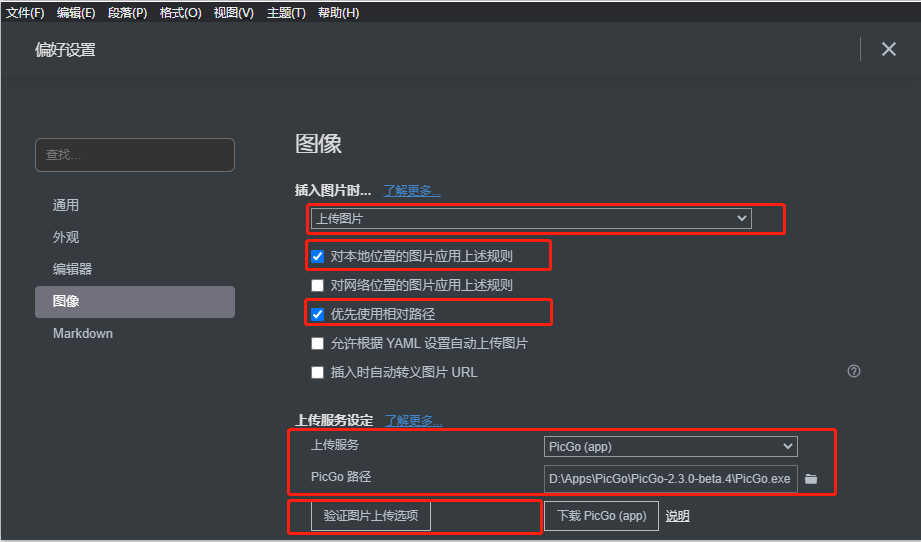 文件(F) 编辑(E) 段落(P) 格式(O) 视图(V) 主题(T) 帮助(H)
偏好设置
查找...
通用
外观
编辑器
图像
Markdown
图像
插入图片时... 了解更多...
上传图片
对本地位置的图片应用上述规则
对网络位置的图片应用上述规则
优先使用相对路径
允许根据 YAML 设置自动上传图片
插入时自动转义图片 URL
上传服务设定 了解更多...
上传服务 PicGo (app)
PicGo 路径 D:\Apps\PicGo\PicGo-2.3.0-beta.4\PicGo.exe
验证图片上传选项 下载 PicGo (app) 说明